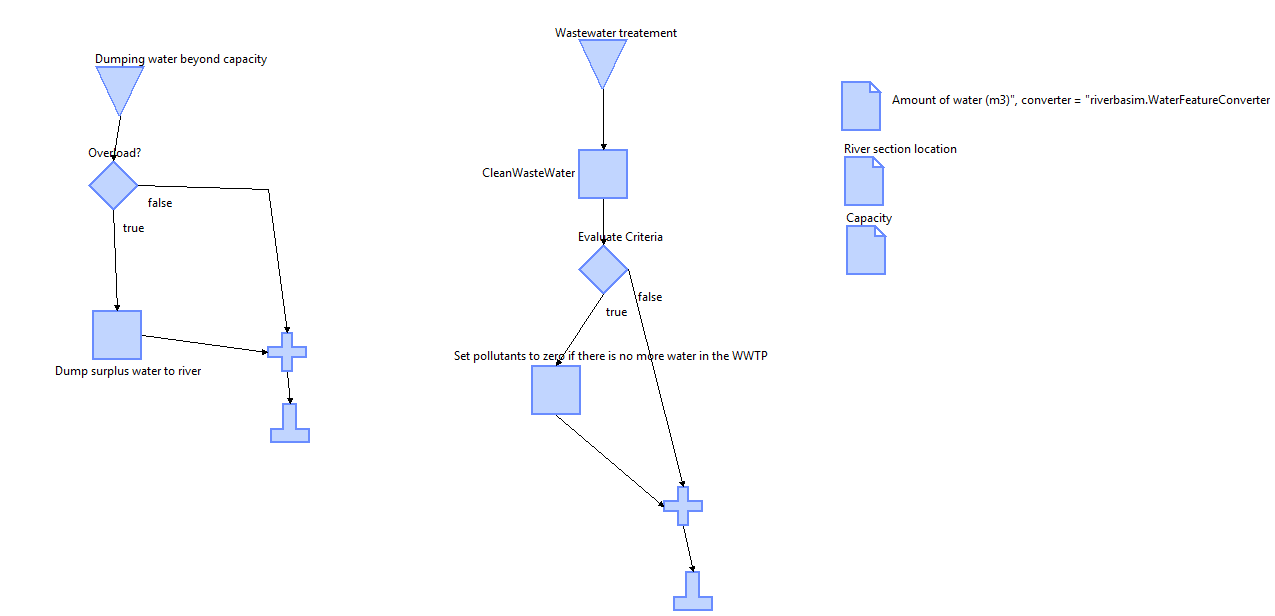 Dumping water beyond capacity
Overload?
false
true
Dump surplus water to river
Wastewater treatement
CleanWasteWater
Evaluate Criteria
false
true
Set pollutants to zero if there is no more water in the WWTP
Amount of water (m3)", converter = "riverbasim.WaterFeatureConverter
River section location
Capacity